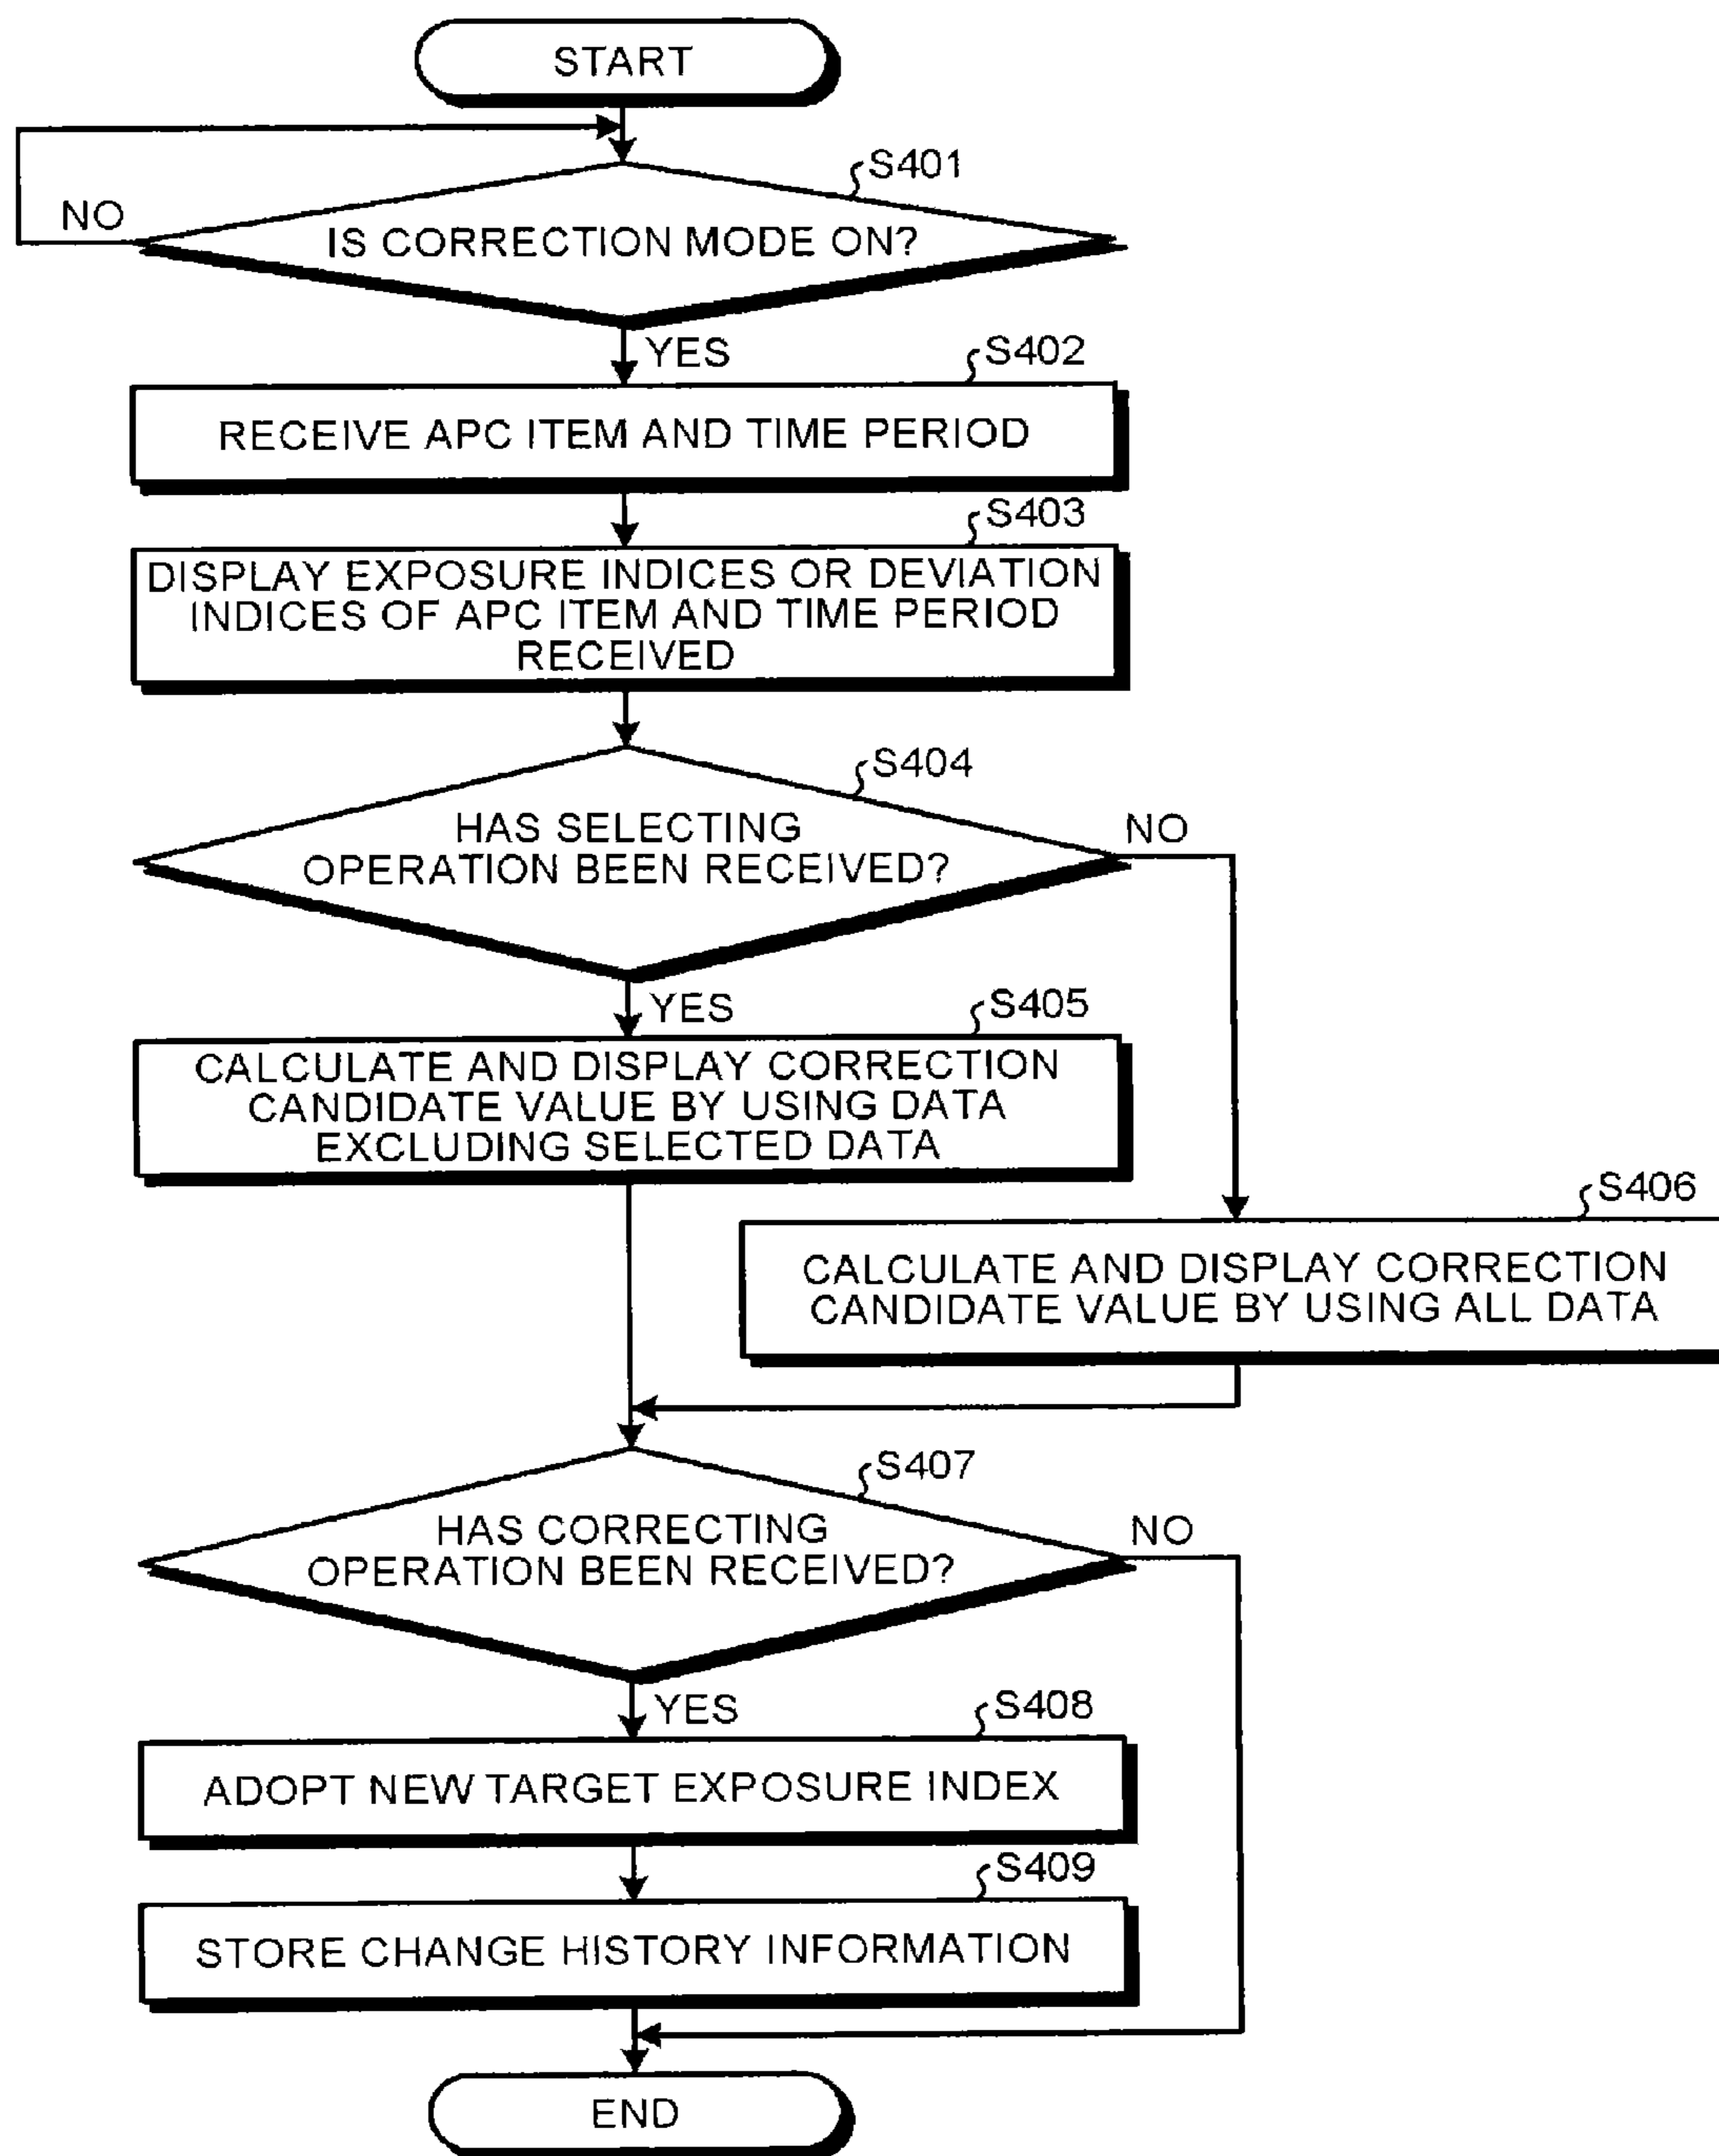 START
S401
NO
IS CORRECTION MODE ON?
YES
S402
RECEIVE APC ITEM AND TIME PERIOD
S403
DISPLAY EXPOSURE INDICES OR DEVIATION
INDICES OF APC ITEM AND TIME PERIOD
RECEIVED
S404
HAS SELECTING
OPERATION BEEN RECEIVED?
NO
YES
S405
CALCULATE AND DISPLAY CORRECTION
CANDIDATE VALUE BY USING DATA
EXCLUDING SELECTED DATA
S406
CALCULATE AND DISPLAY CORRECTION
CANDIDATE VALUE BY USING ALL DATA
S407
HAS CORRECTING
OPERATION BEEN RECEIVED?
NO
YES
S408
ADOPT NEW TARGET EXPOSURE INDEX
S409
STORE CHANGE HISTORY INFORMATION
END